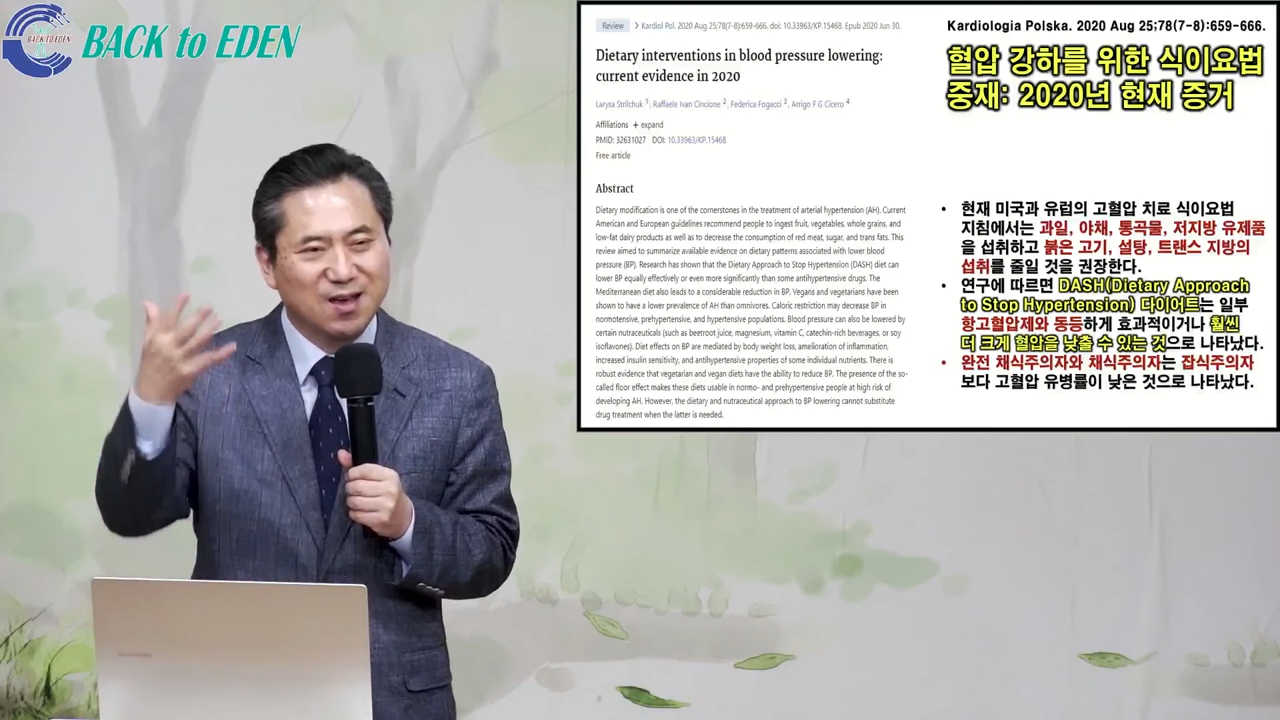 BACK to EDEN
BACK TO EDEN
Review > Kardiol Pol. 2020 Aug 25;78(7-8):659-666. doi: 10.33963/KP.15468. Epub 2020 Jun 30.
Dietary interventions in blood pressure lowering:
current evidence in 2020
Larysa Strilchuk 1, Raffaele Ivan Cincione 2, Federica Fogacci 3, Arrigo F G Cicero 4
Affiliations + expand
PMID: 32631027 DOI: 10.33963/KP.15468
Free article
Abstract
Dietary modification is one of the cornerstones in the treatment of arterial hypertension (AH). Current
American and European guidelines recommend people to ingest fruit, vegetables, whole grains, and
low-fat dairy products as well as to decrease the consumption of red meat, sugar, and trans fats. This
review aimed to summarize available evidence on dietary patterns associated with lower blood
pressure (BP). Research has shown that the Dietary Approach to Stop Hypertension (DASH) diet can
lower BP equally effectively or even more significantly than some antihypertensive drugs. The
Mediterranean diet also leads to a considerable reduction in BP. Vegans and vegetarians have been
shown to have a lower prevalence of AH than omnivores. Caloric restriction may decrease BP in
normotensive, prehypertensive, and hypertensive populations. Blood pressure can also be lowered by
certain nutraceuticals (such as beetroot juice, magnesium, vitamin C, catechin-rich beverages, or soy
isoflavones). Diet effects on BP are mediated by body weight loss, amelioration of inflammation,
increased insulin sensitivity, and antihypertensive properties of some individual nutrients. There is
robust evidence that vegetarian and vegan diets have the ability to reduce BP. The presence of the so-
called floor effect makes these diets usable in normo- and prehypertensive people at high risk of
developing AH. However, the dietary and nutraceutical approach to BP lowering cannot substitute
drug treatment when the latter is needed.
Kardiologia Polska. 2020 Aug 25;78(7-8):659-666.
혈압 강하를 위한 식이요법
중재: 2020년 현재 증거
• 현재 미국과 유럽의 고혈압 치료 식이요법
지침에서는 과일, 야채, 통곡물, 저지방 유제품
을 섭취하고 붉은 고기, 설탕, 트랜스 지방의
섭취를 줄일 것을 권장한다.
• 연구에 따르면 DASH(Dietary Approach
to Stop Hypertension) 다이어트는 일부
항고혈압제와 동등하게 효과적이거나 훨씬
더 크게 혈압을 낮출 수 있는 것으로 나타났다.
• 완전 채식주의자와 채식주의자는 잡식주의자
보다 고혈압 유병률이 낮은 것으로 나타났다.